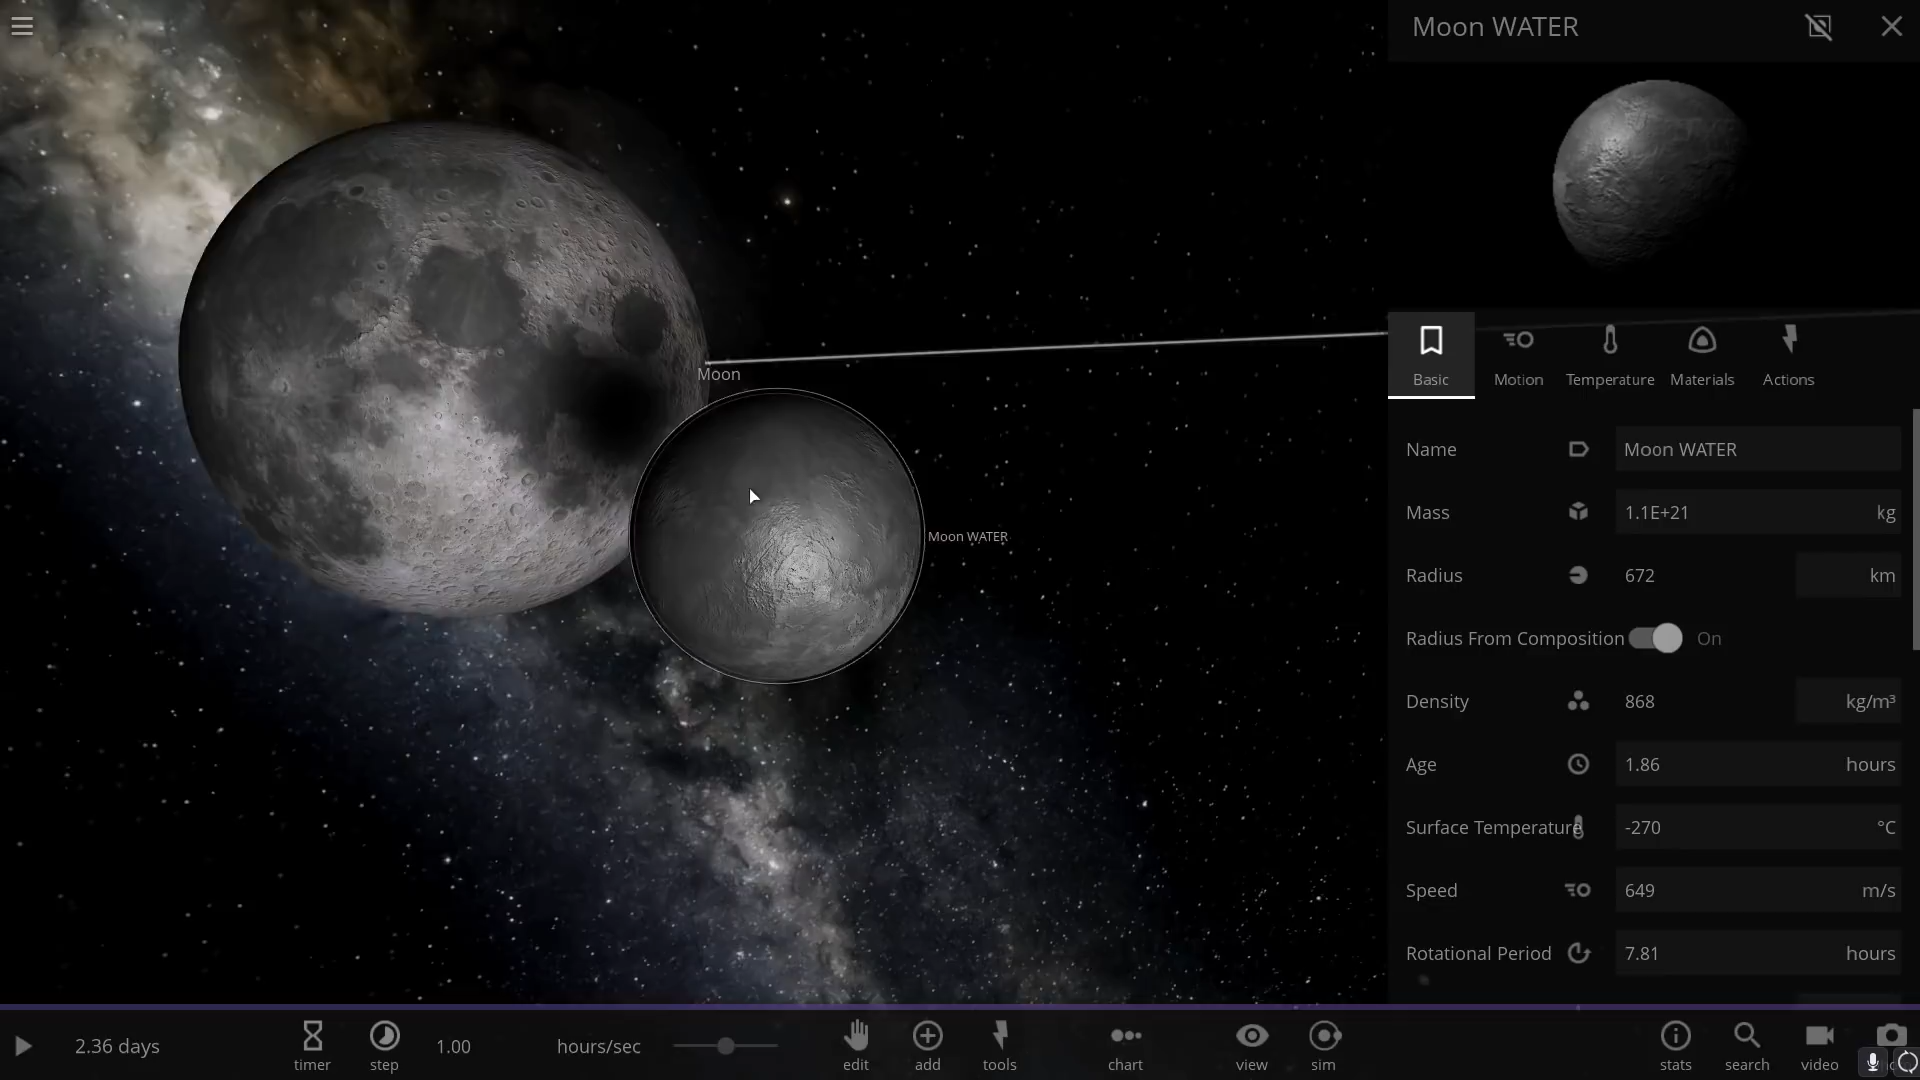 Moon WATER
Moon
Moon WATER
Basic
Motion
Temperature
Materials
Actions
Name Moon WATER
Mass 1.1E+21 kg
Radius 672 km
Radius From Composition On
Density 868 kg/m³
Age 1.86 hours
Surface Temperature -270 °C
Speed 649 m/s
Rotational Period 7.81 hours
2.36 days
timer
step
1.00 hours/sec
edit
add
tools
chart
view
sim
stats
search
video